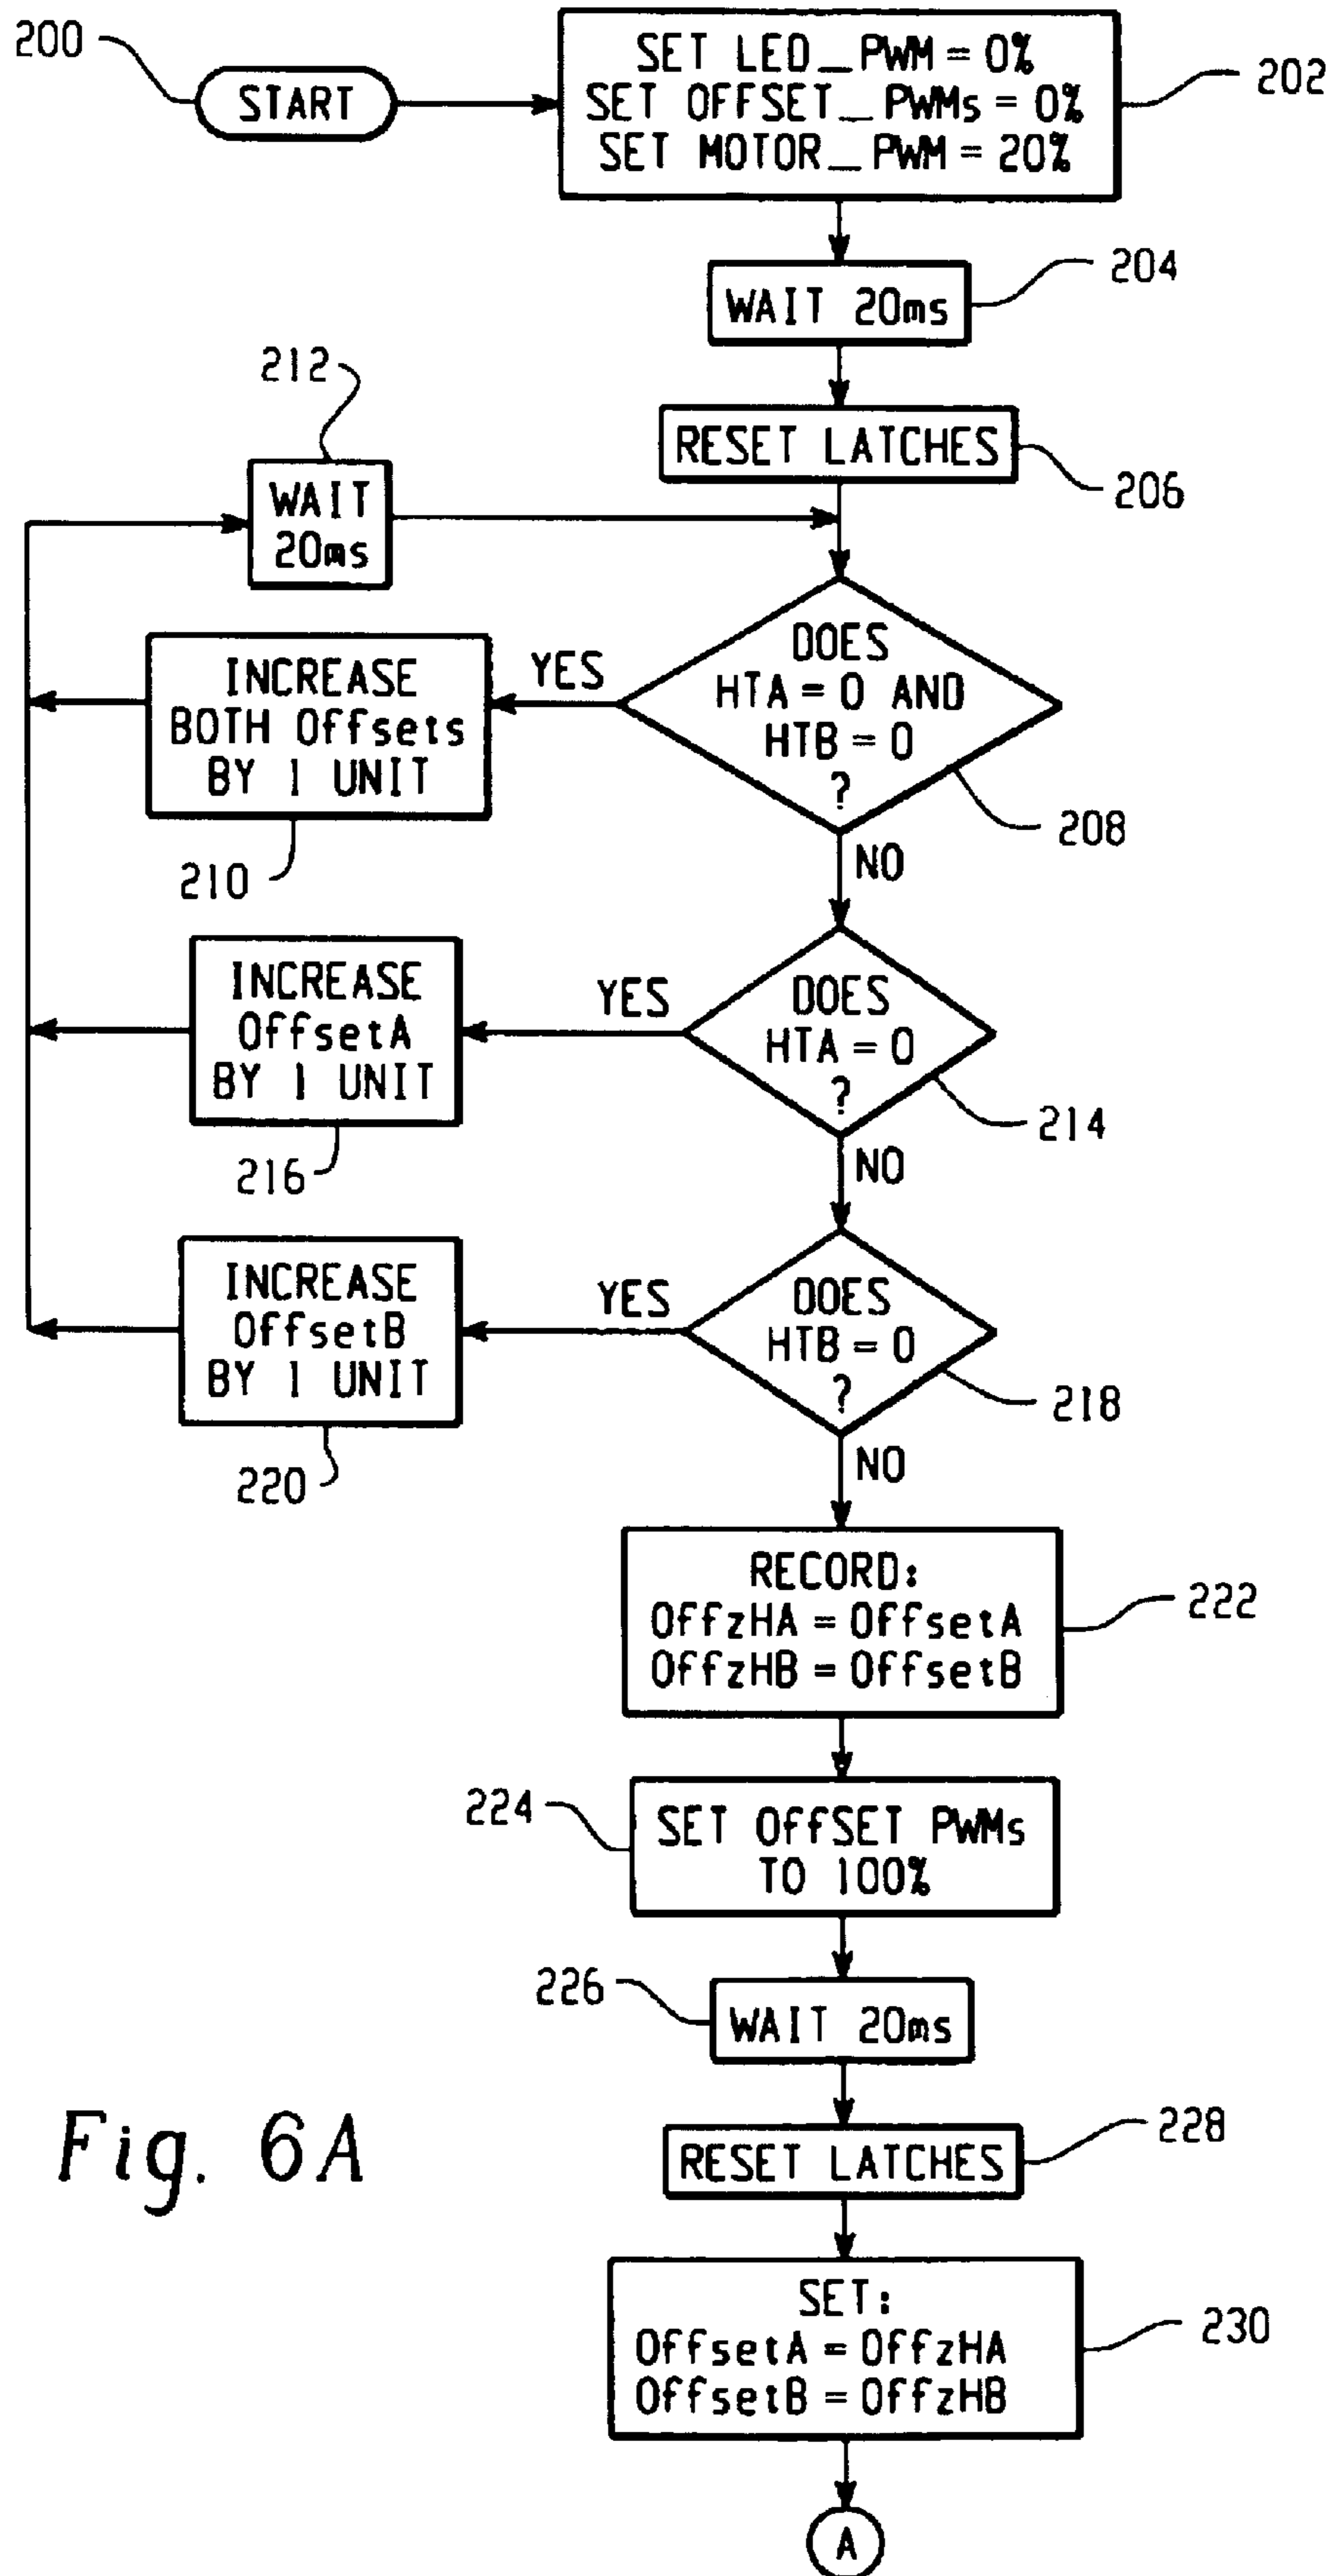 200
START
SET LED_PWM = 0%
SET OFFSET_PWMs = 0%
SET MOTOR_PWM = 20%
202
WAIT 20ms
204
RESET LATCHES
206
212
WAIT
20ms
DOES
HTA = 0 AND
HTB = 0
?
208
YES
INCREASE
BOTH Offsets
BY 1 UNIT
210
NO
DOES
HTA = 0
?
214
YES
INCREASE
OffsetA
BY 1 UNIT
216
NO
DOES
HTB = 0
?
218
YES
INCREASE
OffsetB
BY 1 UNIT
220
NO
RECORD:
OffzHA = OffsetA
OffzHB = OffsetB
222
224
SET OffSET PWMs
TO 100%
226
WAIT 20ms
RESET LATCHES
228
SET:
OffsetA = OffzHA
OffsetB = OffzHB
230
A
Fig. 6A